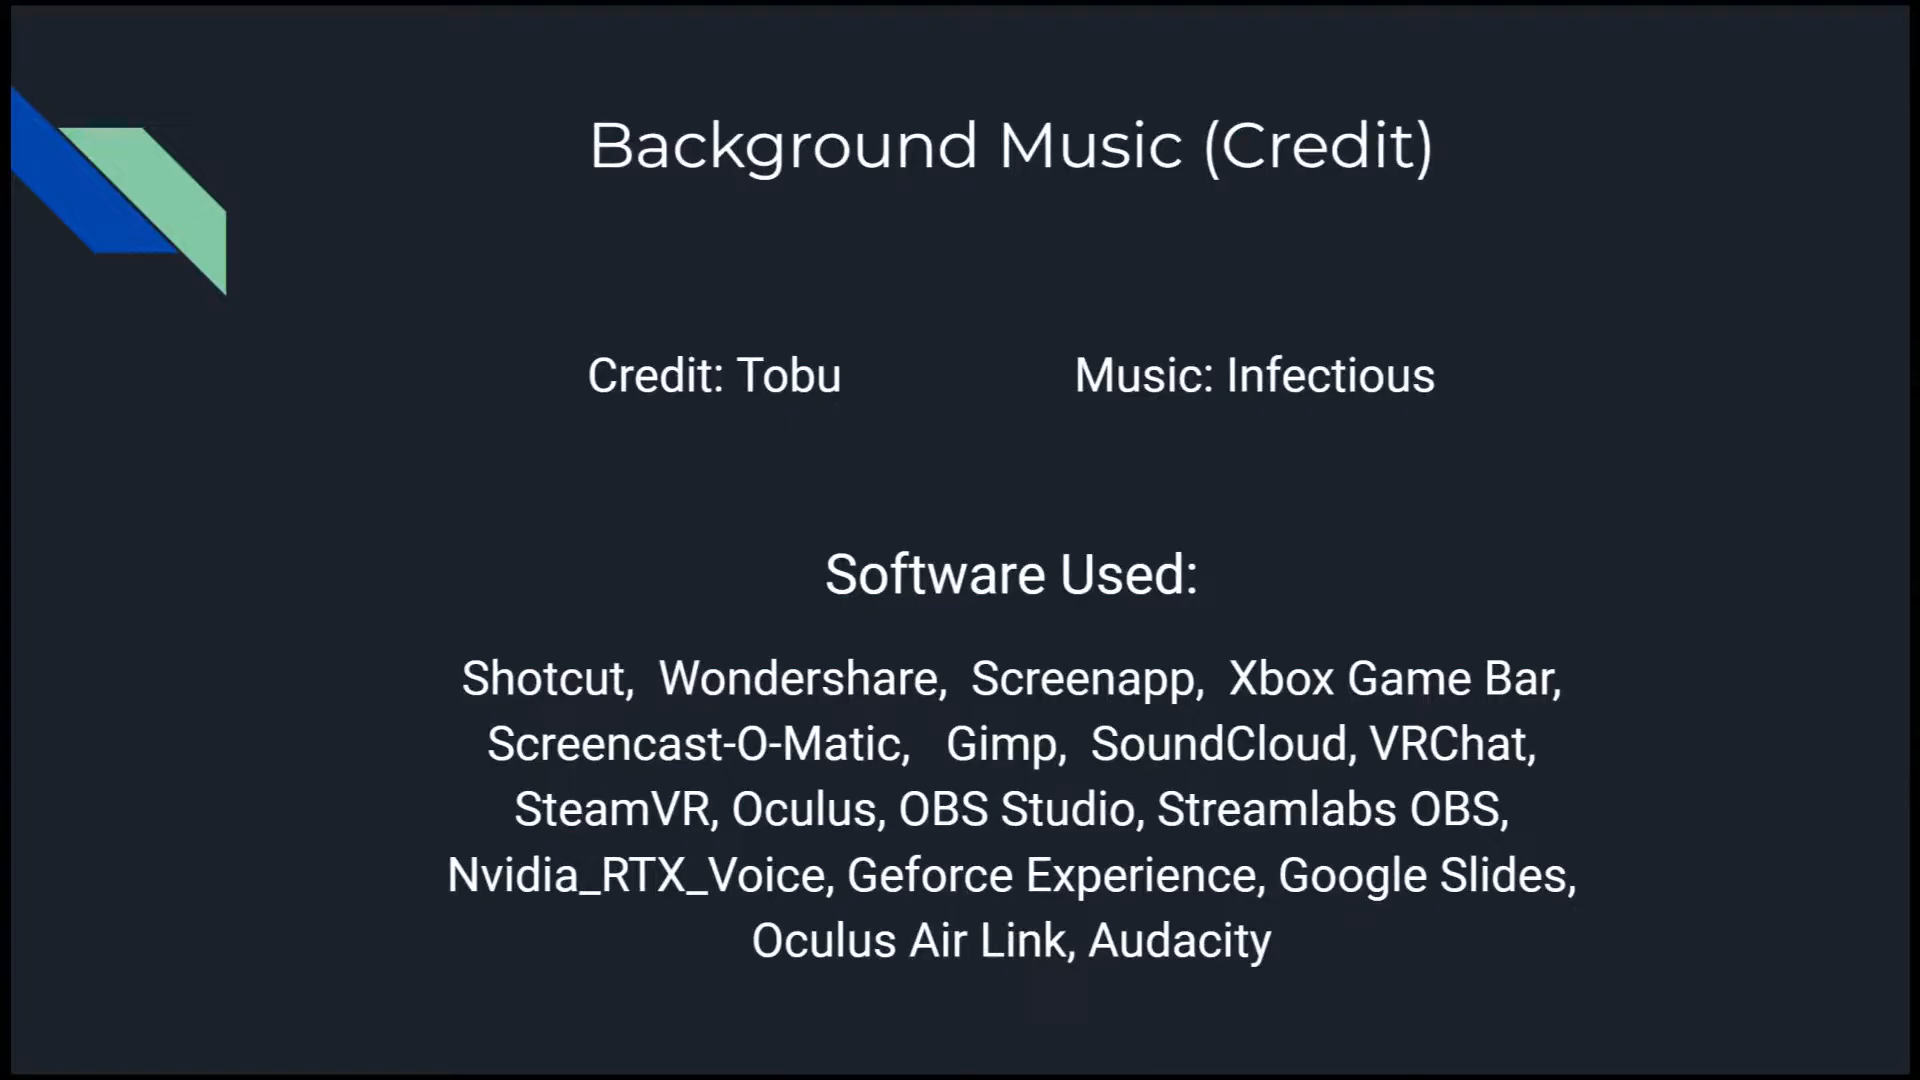 Background Music (Credit)
Credit: Tobu Music: Infectious
Software Used:
Shotcut, Wondershare, Screenapp, Xbox Game Bar,
Screencast-O-Matic, Gimp, SoundCloud, VRChat,
SteamVR, Oculus, OBS Studio, Streamlabs OBS,
Nvidia_RTX_Voice, Geforce Experience, Google Slides,
Oculus Air Link, Audacity